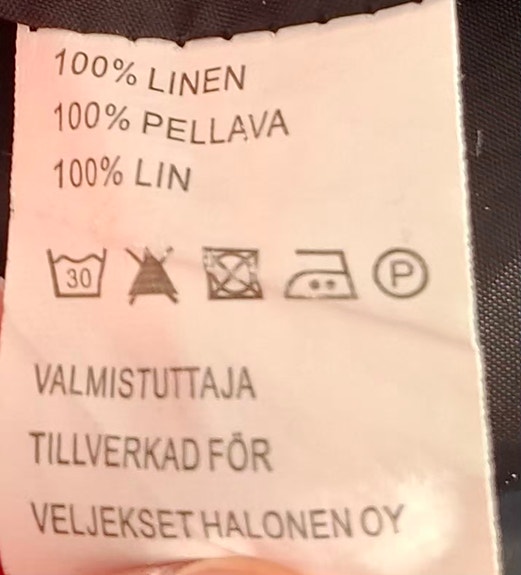 100% LINEN
100% PELLAVA
100% LIN
30 P
VALMISTUTTAJA
TILLVERKAD FÖR
VELJEKSET HALONEN OY